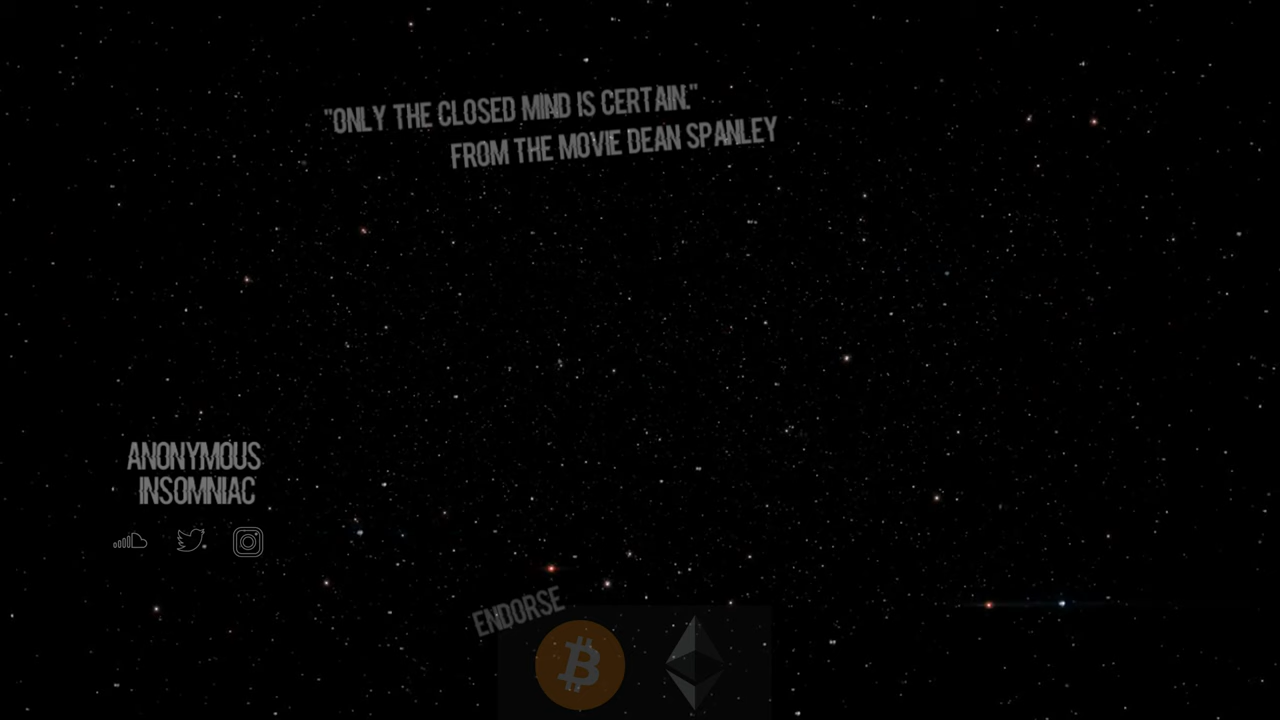 "ONLY THE CLOSED MIND IS CERTAIN."
FROM THE MOVIE DEAN SPANLEY
ANONYMOUS
INSOMNIAC
ENDORSE